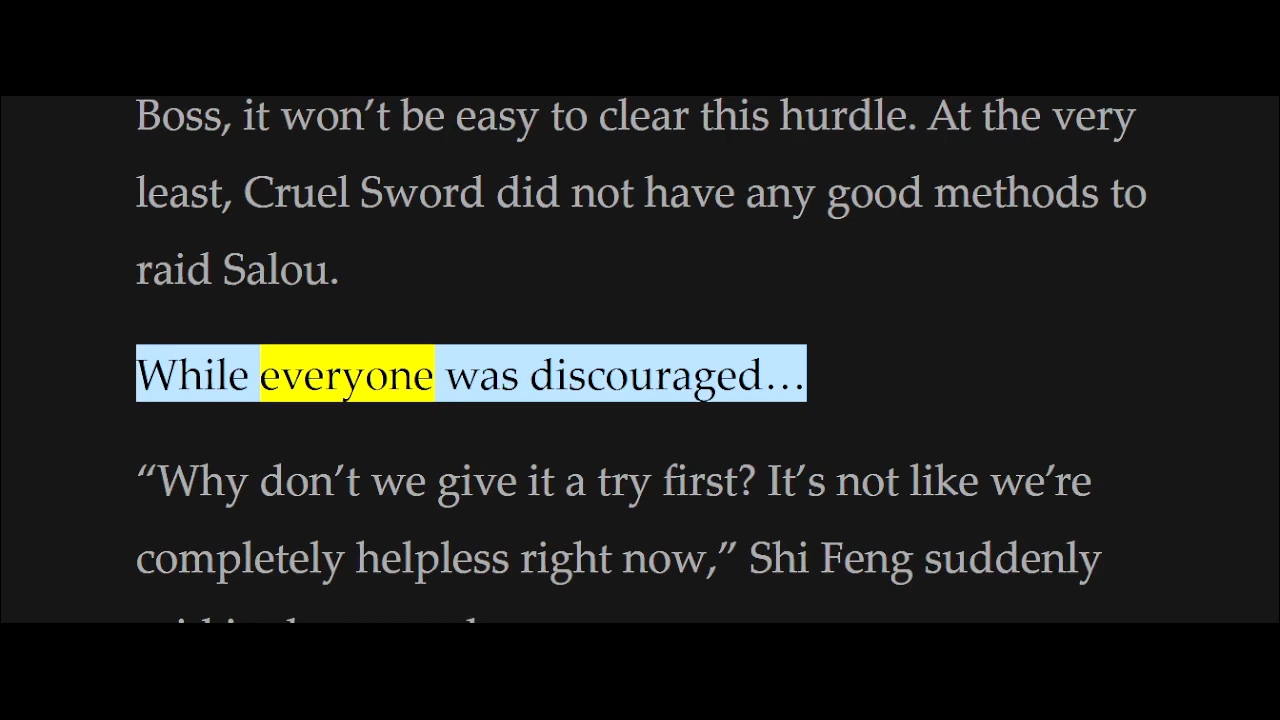 Boss, it won’t be easy to clear this hurdle. At the very
least, Cruel Sword did not have any good methods to
raid Salou.
While everyone was discouraged…
“Why don’t we give it a try first? It’s not like we’re
completely helpless right now,” Shi Feng suddenly